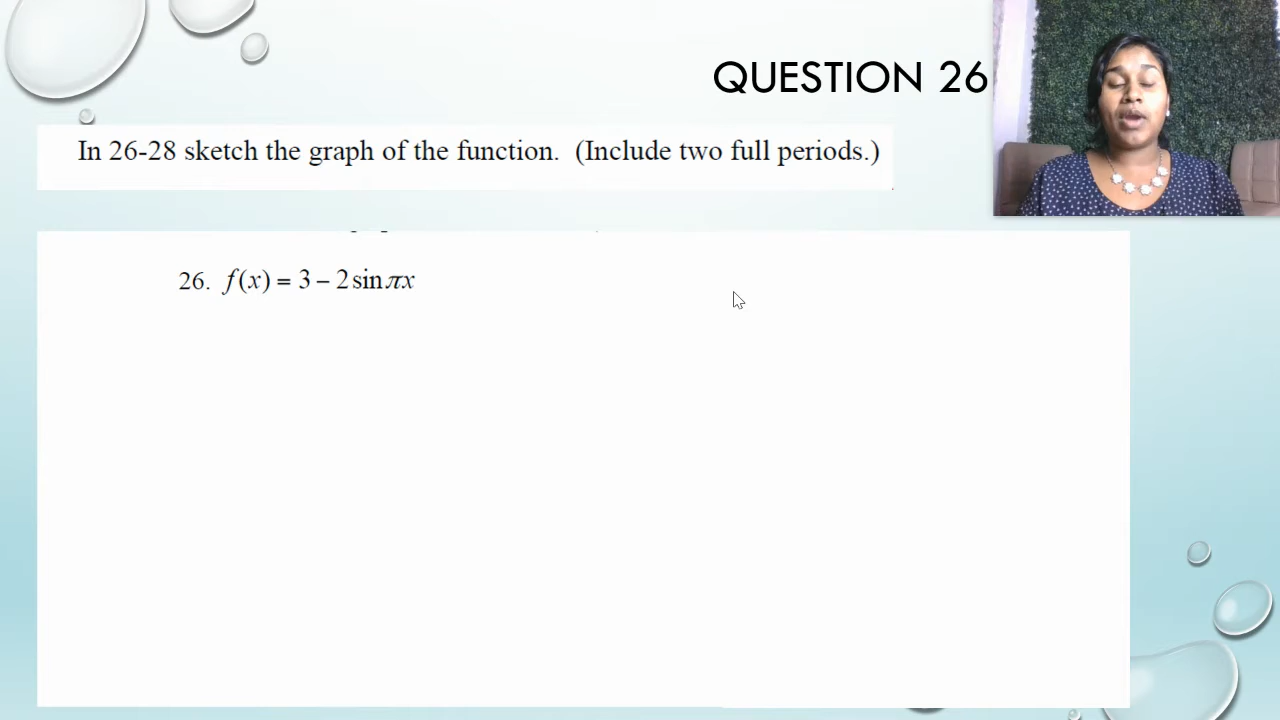 QUESTION 26
In 26-28 sketch the graph of the function. (Include two full periods.)
26. f(x) = 3 – 2 sin πx